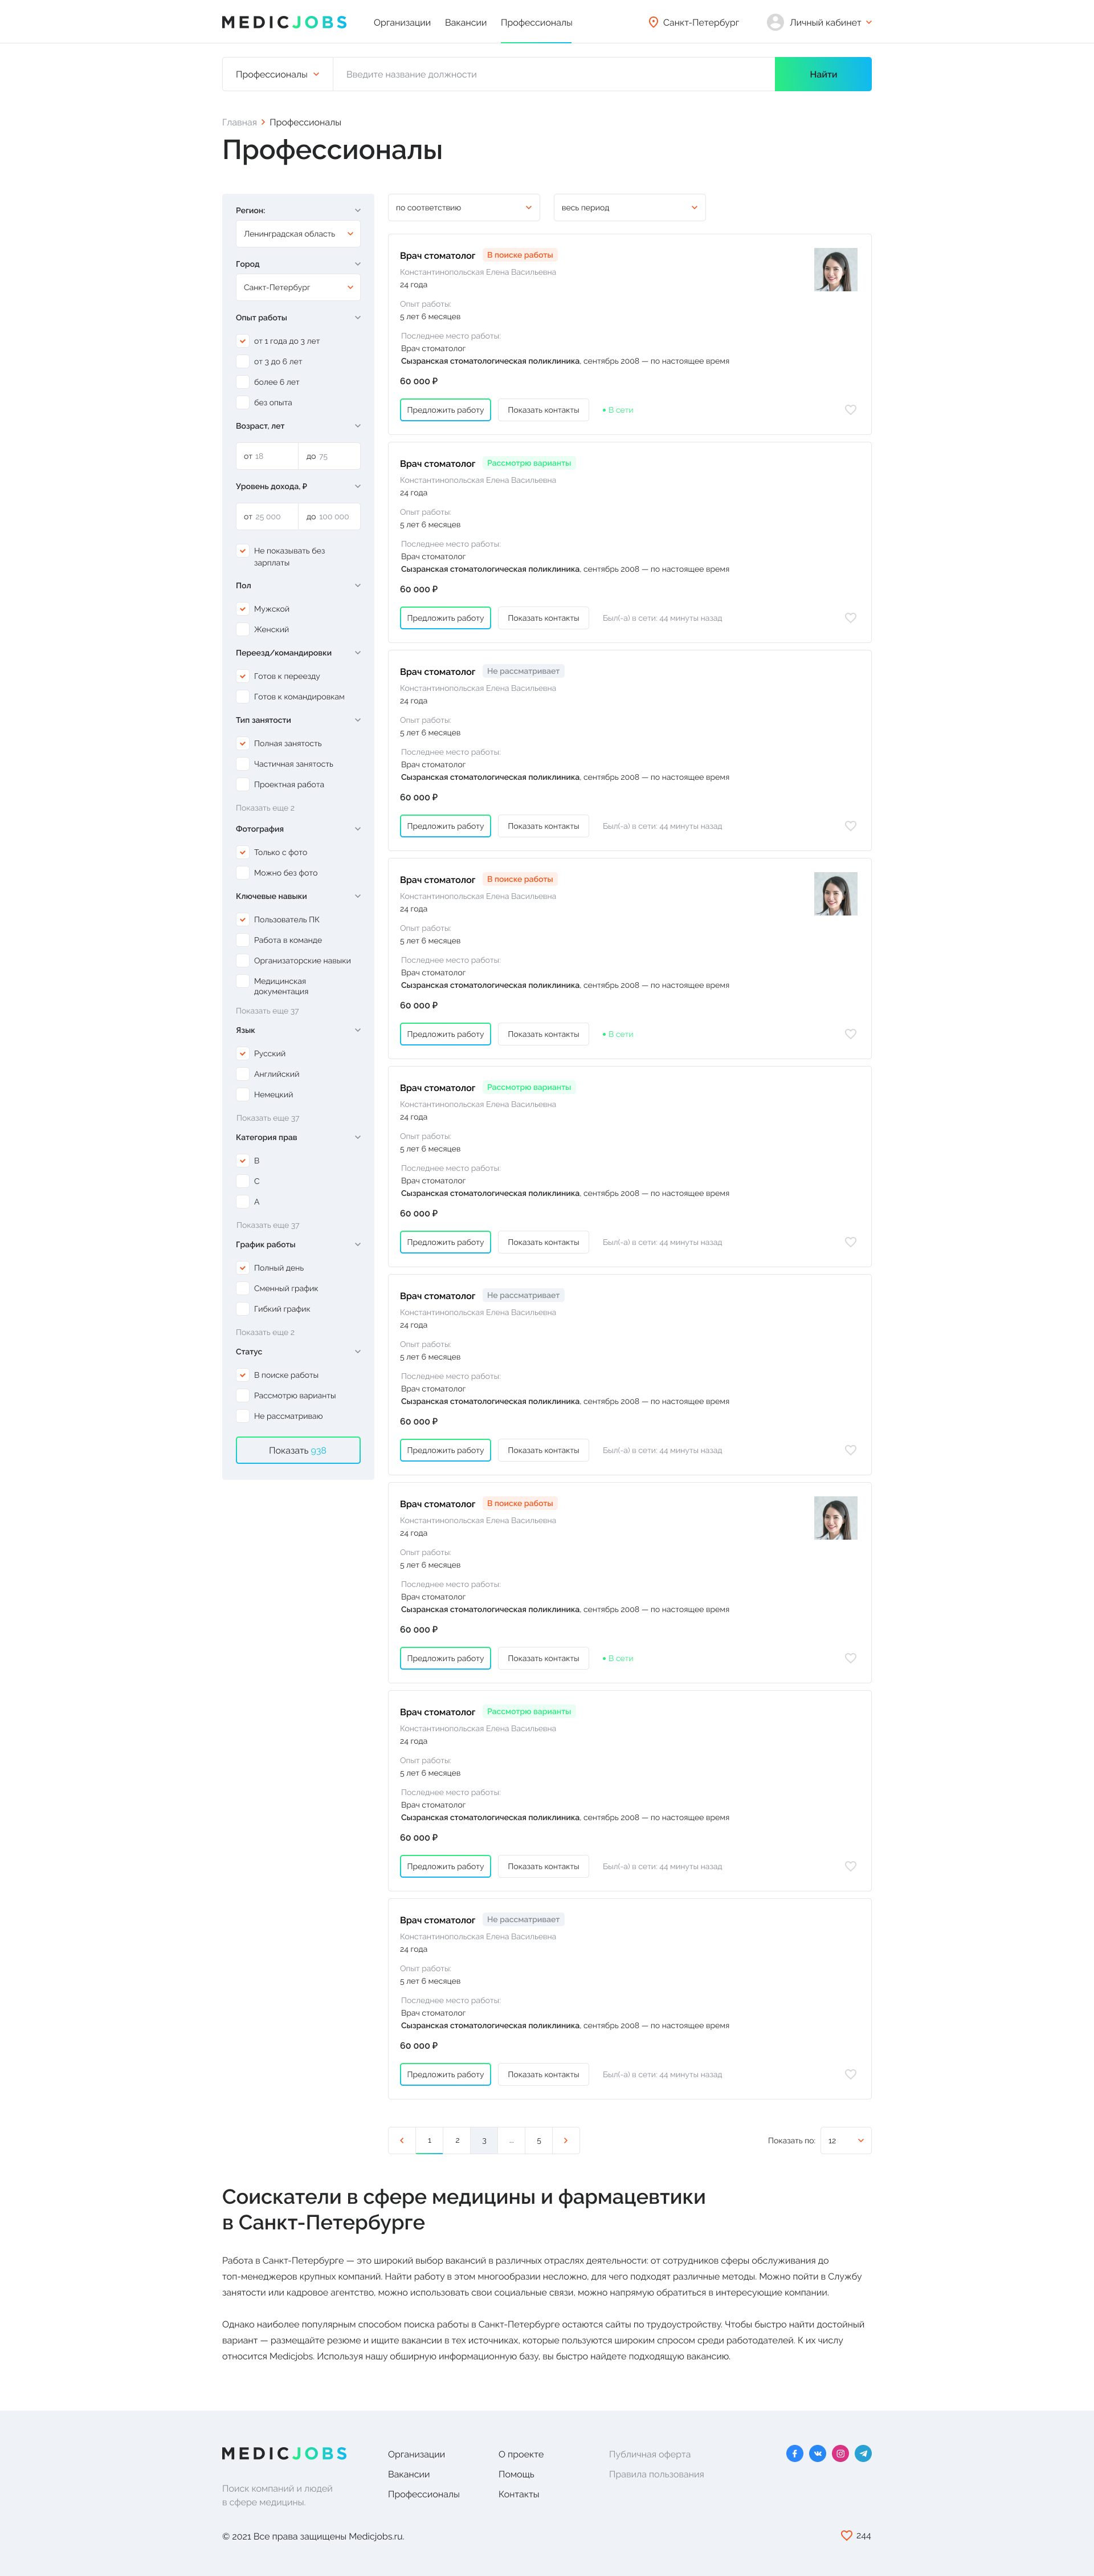 MEDICJOBS Организации Вакансии Профессионалы Санкт-Петербург Личный кабинет
Профессионалы Введите название должности Найти
Главная Профессионалы
Профессионалы
Регион:
Ленинградская область
Город
Санкт-Петербург
Опыт работы
от 1 года до 3 лет
от 3 до 6 лет
более 6 лет
без опыта
Возраст, лет
от 18 до 75
Уровень дохода, ₽
от 25 000 до 100 000
Не показывать без
зарплаты
Пол
Мужской
Женский
Переезд/командировки
Готов к переезду
Готов к командировкам
Тип занятости
Полная занятость
Частичная занятость
Проектная работа
Показать еще 2
Фотография
Только с фото
Можно без фото
Ключевые навыки
Пользователь ПК
Работа в команде
Организаторские навыки
Медицинская
документация
Показать еще 37
Язык
Русский
Английский
Немецкий
Показать еще 37
Категория прав
B
C
A
Показать еще 37
График работы
Полный день
Сменный график
Гибкий график
Показать еще 2
Статус
В поиске работы
Рассмотрю варианты
Не рассматриваю
Показать 938
по соответствию весь период
Врач стоматолог В поиске работы
Константинопольская Елена Васильевна
24 года
Опыт работы:
5 лет 6 месяцев
Последнее место работы:
Врач стоматолог
Сызранская стоматологическая поликлиника, сентябрь 2008 — по настоящее время
60 000 ₽
Предложить работу Показать контакты • В сети
Врач стоматолог Рассмотрю варианты
Константинопольская Елена Васильевна
24 года
Опыт работы:
5 лет 6 месяцев
Последнее место работы:
Врач стоматолог
Сызранская стоматологическая поликлиника, сентябрь 2008 — по настоящее время
60 000 ₽
Предложить работу Показать контакты Был(-а) в сети: 44 минуты назад
Врач стоматолог Не рассматривает
Константинопольская Елена Васильевна
24 года
Опыт работы:
5 лет 6 месяцев
Последнее место работы:
Врач стоматолог
Сызранская стоматологическая поликлиника, сентябрь 2008 — по настоящее время
60 000 ₽
Предложить работу Показать контакты Был(-а) в сети: 44 минуты назад
Врач стоматолог В поиске работы
Константинопольская Елена Васильевна
24 года
Опыт работы:
5 лет 6 месяцев
Последнее место работы:
Врач стоматолог
Сызранская стоматологическая поликлиника, сентябрь 2008 — по настоящее время
60 000 ₽
Предложить работу Показать контакты • В сети
Врач стоматолог Рассмотрю варианты
Константинопольская Елена Васильевна
24 года
Опыт работы:
5 лет 6 месяцев
Последнее место работы:
Врач стоматолог
Сызранская стоматологическая поликлиника, сентябрь 2008 — по настоящее время
60 000 ₽
Предложить работу Показать контакты Был(-а) в сети: 44 минуты назад
Врач стоматолог Не рассматривает
Константинопольская Елена Васильевна
24 года
Опыт работы:
5 лет 6 месяцев
Последнее место работы:
Врач стоматолог
Сызранская стоматологическая поликлиника, сентябрь 2008 — по настоящее время
60 000 ₽
Предложить работу Показать контакты Был(-а) в сети: 44 минуты назад
Врач стоматолог В поиске работы
Константинопольская Елена Васильевна
24 года
Опыт работы:
5 лет 6 месяцев
Последнее место работы:
Врач стоматолог
Сызранская стоматологическая поликлиника, сентябрь 2008 — по настоящее время
60 000 ₽
Предложить работу Показать контакты • В сети
Врач стоматолог Рассмотрю варианты
Константинопольская Елена Васильевна
24 года
Опыт работы:
5 лет 6 месяцев
Последнее место работы:
Врач стоматолог
Сызранская стоматологическая поликлиника, сентябрь 2008 — по настоящее время
60 000 ₽
Предложить работу Показать контакты Был(-а) в сети: 44 минуты назад
Врач стоматолог Не рассматривает
Константинопольская Елена Васильевна
24 года
Опыт работы:
5 лет 6 месяцев
Последнее место работы:
Врач стоматолог
Сызранская стоматологическая поликлиника, сентябрь 2008 — по настоящее время
60 000 ₽
Предложить работу Показать контакты Был(-а) в сети: 44 минуты назад
1 2 3 ... 5 Показать по: 12
Соискатели в сфере медицины и фармацевтики
в Санкт-Петербурге
Работа в Санкт-Петербурге — это широкий выбор вакансий в различных отраслях деятельности: от сотрудников сферы обслуживания до
топ-менеджеров крупных компаний. Найти работу в этом многообразии несложно, для чего подходят различные методы. Можно пойти в Службу
занятости или кадровое агентство, можно использовать свои социальные связи, можно напрямую обратиться в интересующие компании.
Однако наиболее популярным способом поиска работы в Санкт-Петербурге остаются сайты по трудоустройству. Чтобы быстро найти достойный
вариант — размещайте резюме и ищите вакансии в тех источниках, которые пользуются широким спросом среди работодателей. К их числу
относится Medicjobs. Используя нашу обширную информационную базу, вы быстро найдете подходящую вакансию.
MEDICJOBS Организации О проекте Публичная оферта
Вакансии Помощь Правила пользования
Поиск компаний и людей
в сфере медицины.
Профессионалы Контакты
© 2021 Все права защищены Medicjobs.ru. 244